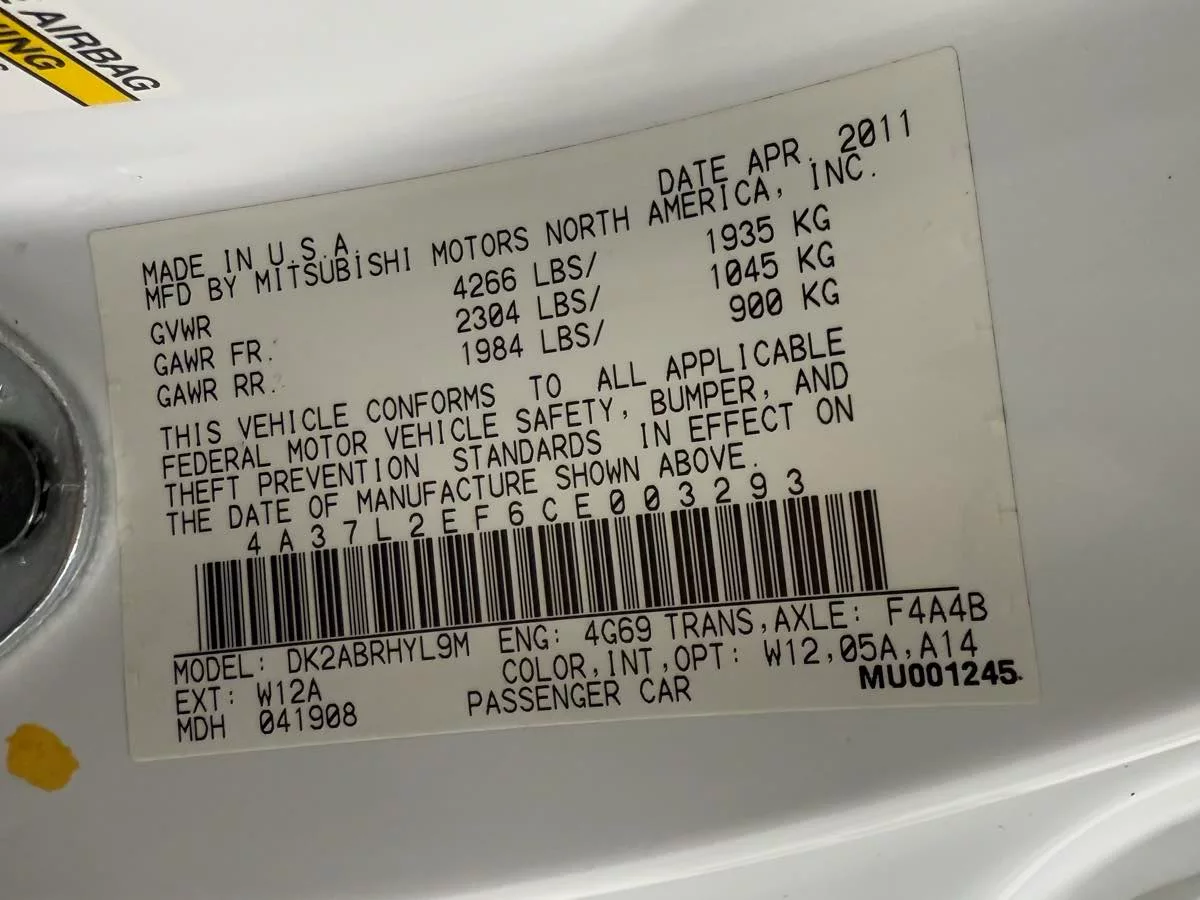 AIRBAG
DATE APR. 2011
MADE IN U.S.A.
MFD BY MITSUBISHI MOTORS NORTH AMERICA, INC.
GVWR 4266 LBS/ 1935 KG
GAWR FR. 2304 LBS/ 1045 KG
GAWR RR. 1984 LBS/ 900 KG
THIS VEHICLE CONFORMS TO ALL APPLICABLE
FEDERAL MOTOR VEHICLE SAFETY, BUMPER, AND
THEFT PREVENTION STANDARDS IN EFFECT ON
THE DATE OF MANUFACTURE SHOWN ABOVE.
4A37L2EF6CE003293
MODEL: DK2ABRHYL9M ENG: 4G69 TRANS,AXLE: F4A4B
EXT: W12A COLOR,INT,OPT: W12,05A,A14
MDH 041908 PASSENGER CAR MU001245